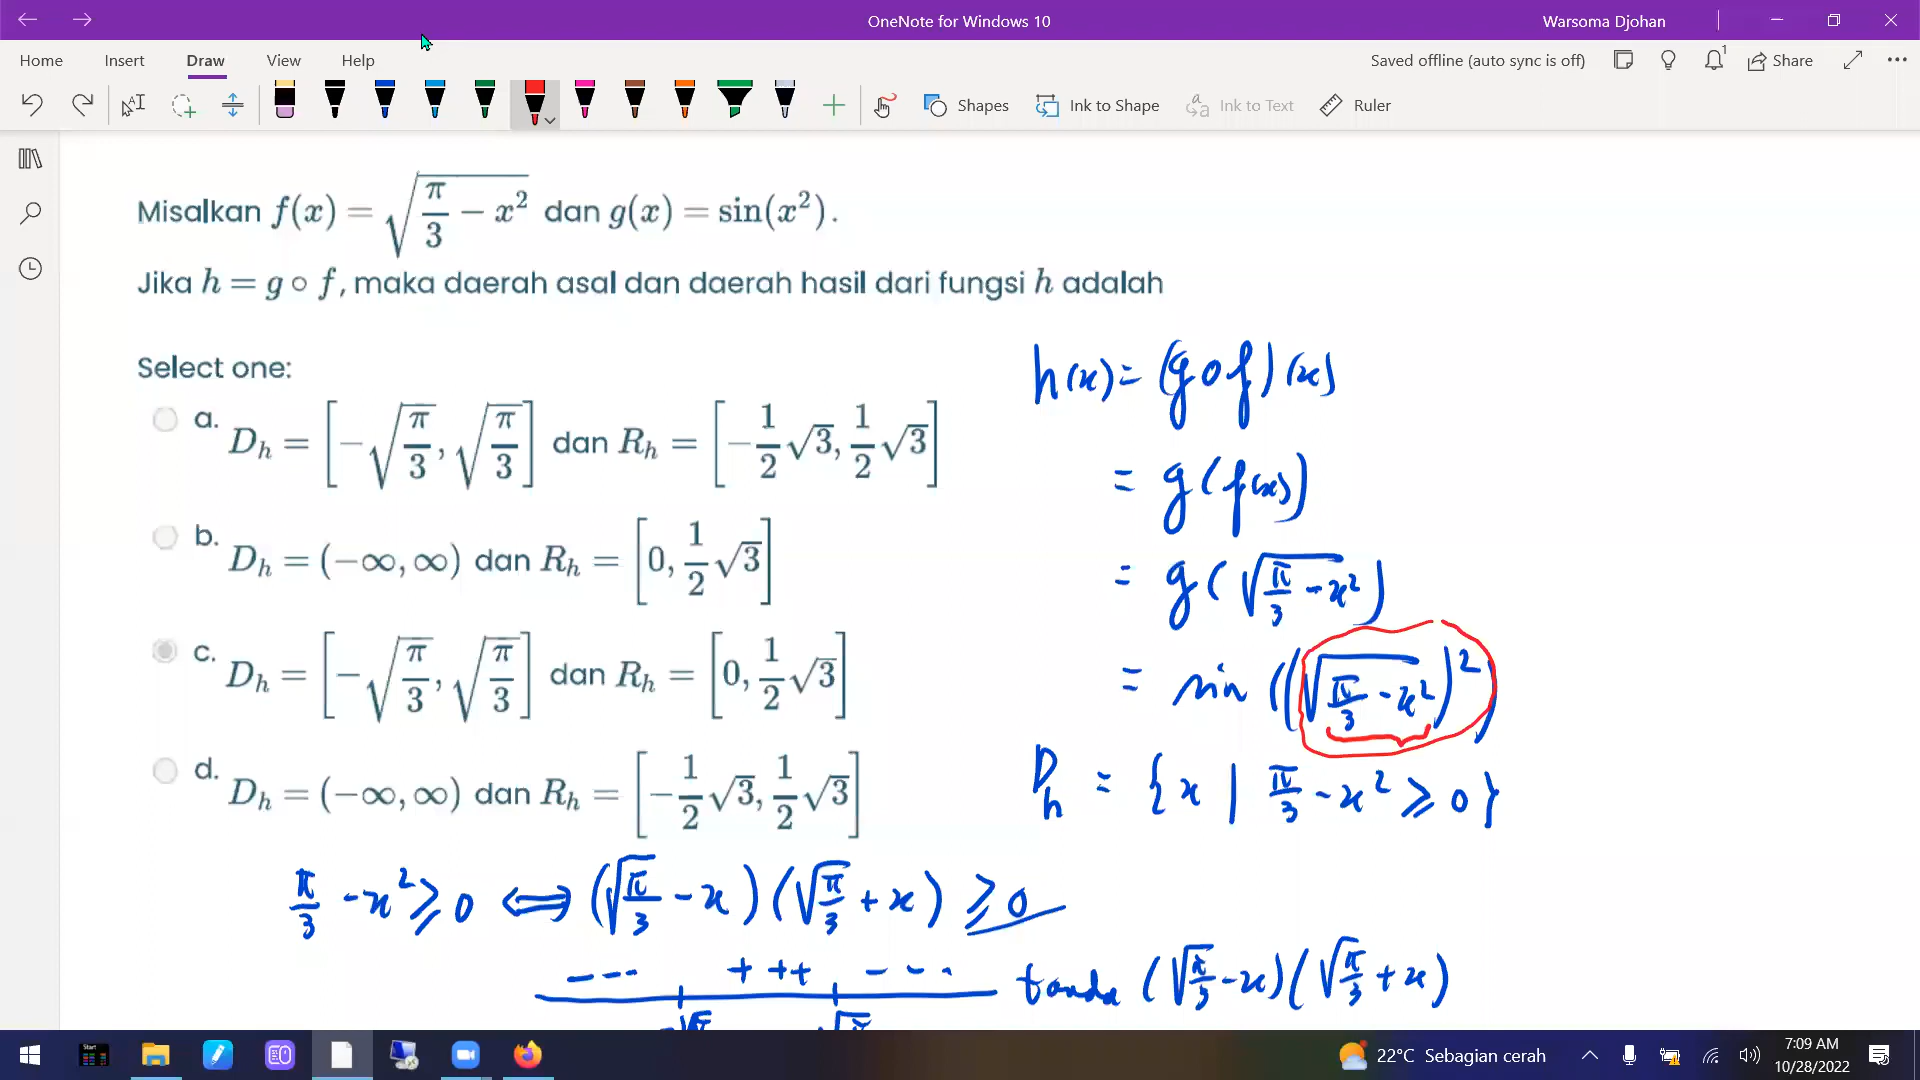 OneNote for Windows 10
Warsoma Djohan
Home Insert Draw View Help
Saved offline (auto sync is off)
1
Share
Shapes Ink to Shape Ink to Text Ruler
Misalkan f(x) = √(π/3 − x²) dan g(x) = sin(x²).
Jika h = g ∘ f, maka daerah asal dan daerah hasil dari fungsi h adalah
Select one:
a. D_h = [−√(π/3), √(π/3)] dan R_h = [−1/2 √3, 1/2 √3]
b. D_h = (−∞, ∞) dan R_h = [0, 1/2 √3]
c. D_h = [−√(π/3), √(π/3)] dan R_h = [0, 1/2 √3]
d. D_h = (−∞, ∞) dan R_h = [−1/2 √3, 1/2 √3]
h(x) = (g o f)(x)
= g(f(x))
= g(√(π/3 − x²))
= sin((√(π/3 − x²))²)
D_h = {x | π/3 − x² ≥ 0}
π/3 − x² ≥ 0 ⟺ (√(π/3) − x)(√(π/3) + x) ≥ 0
--- +++ --- tanda (√(π/3) − x)(√(π/3) + x)
Start
22°C Sebagian cerah
7:09 AM
10/28/2022